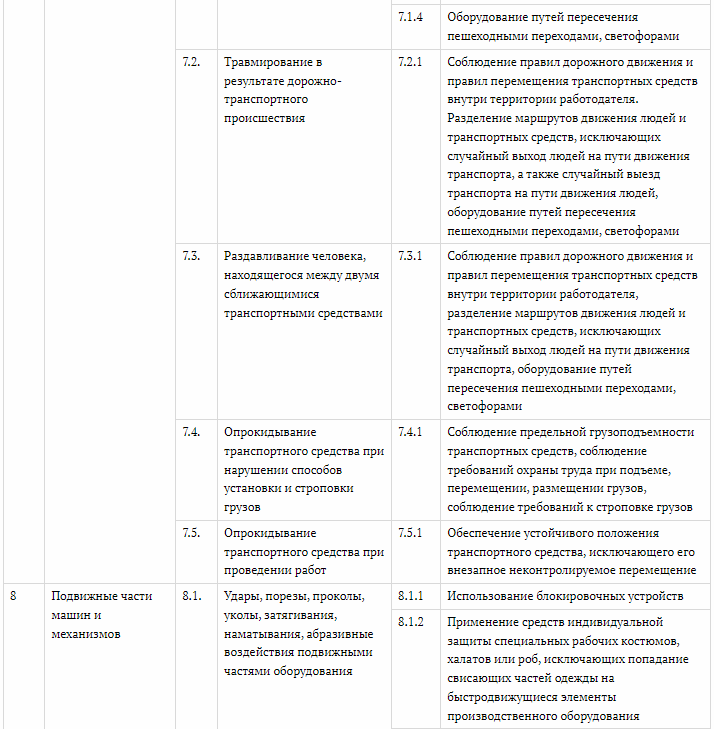 7.1.4 Оборудование путей пересечения
пешеходными переходами, светофорами
7.2. Травмирование в
результате дорожно-
транспортного
происшествия
7.2.1 Соблюдение правил дорожного движения и
правил перемещения транспортных средств
внутри территории работодателя.
Разделение маршрутов движения людей и
транспортных средств, исключающих
случайный выход людей на пути движения
транспорта, а также случайный выезд
транспорта на пути движения людей,
оборудование путей пересечения
пешеходными переходами, светофорами
7.3. Раздавливание человека,
находящегося между двумя
сближающимися
транспортными средствами
7.3.1 Соблюдение правил дорожного движения и
правил перемещения транспортных средств
внутри территории работодателя,
разделение маршрутов движения людей и
транспортных средств, исключающих
случайный выход людей на пути движения
транспорта, оборудование путей
пересечения пешеходными переходами,
светофорами
7.4. Опрокидывание
транспортного средства при
нарушении способов
установки и строповки
грузов
7.4.1 Соблюдение предельной грузоподъемности
транспортных средств, соблюдение
требований охраны труда при подъеме,
перемещении, размещении грузов,
соблюдение требований к строповке грузов
7.5. Опрокидывание
транспортного средства при
проведении работ
7.5.1 Обеспечение устойчивого положения
транспортного средства, исключающего его
внезапное неконтролируемое перемещение
8 Подвижные части
машин и
механизмов
8.1. Удары, порезы, проколы,
уколы, затягивания,
наматывания, абразивные
воздействия подвижными
частями оборудования
8.1.1 Использование блокировочных устройств
8.1.2 Применение средств индивидуальной
защиты специальных рабочих костюмов,
халатов или роб, исключающих попадание
свисающих частей одежды на
быстродвижущиеся элементы
производственного оборудования